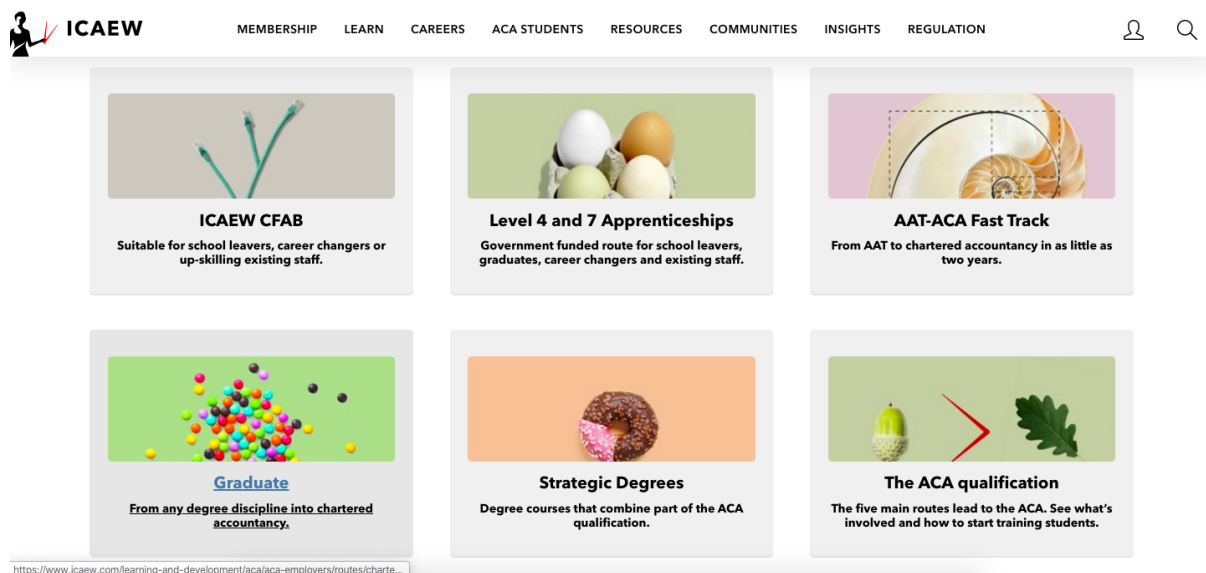 ICAEW
MEMBERSHIP LEARN CAREERS ACA STUDENTS RESOURCES COMMUNITIES INSIGHTS REGULATION
ICAEW CFAB
Suitable for school leavers, career changers or
up-skilling existing staff.
Level 4 and 7 Apprenticeships
Government funded route for school leavers,
graduates, career changers and existing staff.
AAT-ACA Fast Track
From AAT to chartered accountancy in as little as
two years.
Graduate
From any degree discipline into chartered
accountancy.
Strategic Degrees
Degree courses that combine part of the ACA
qualification.
The ACA qualification
The five main routes lead to the ACA. See what's
involved and how to start training students.
https://www.icaew.com/learning-and-development/aca/aca-employers/routes/charte...